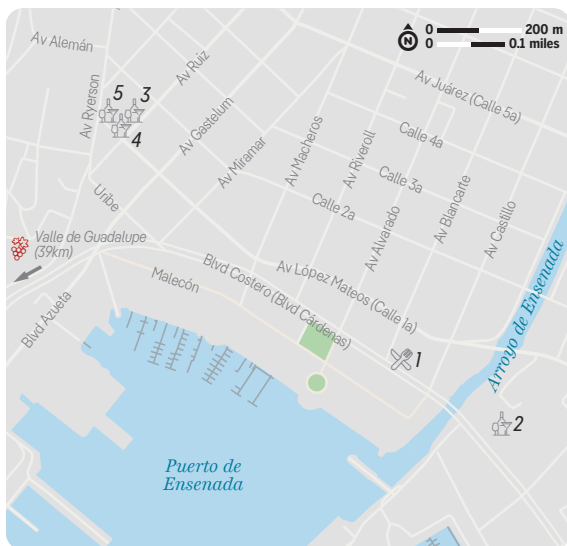 0 200 m
N
0 0.1 miles
Av Alemán
Av Ruiz
Av Juárez (Calle 5a)
Av Ryerson
5
3
4
Av Gastelum
Av Miramar
Av Macheros
Av Riveroll
Calle 4a
Calle 3a
Calle 2a
Av Alvarado
Av Blancarte
Av Castillo
Uribe
Valle de Guadalupe
(39km)
Malecón
Blvd Costero (Blvd Cárdenas)
Av López Mateos (Calle 1a)
Blvd Azueta
Arroyo de Ensenada
1
2
Puerto de
Ensenada